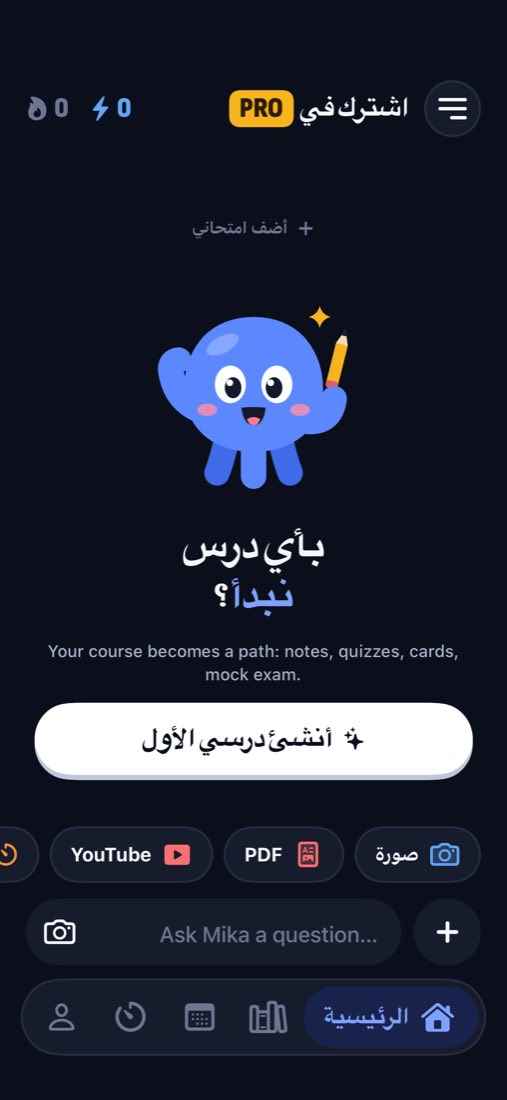 اشترك في PRO
0
0
أضف امتحاني
بأي درس
نبدأ؟
Your course becomes a path: notes, quizzes, cards,
mock exam.
أنشئ درسي الأول
صورة
PDF
YouTube
Ask Mika a question...
الرئيسية